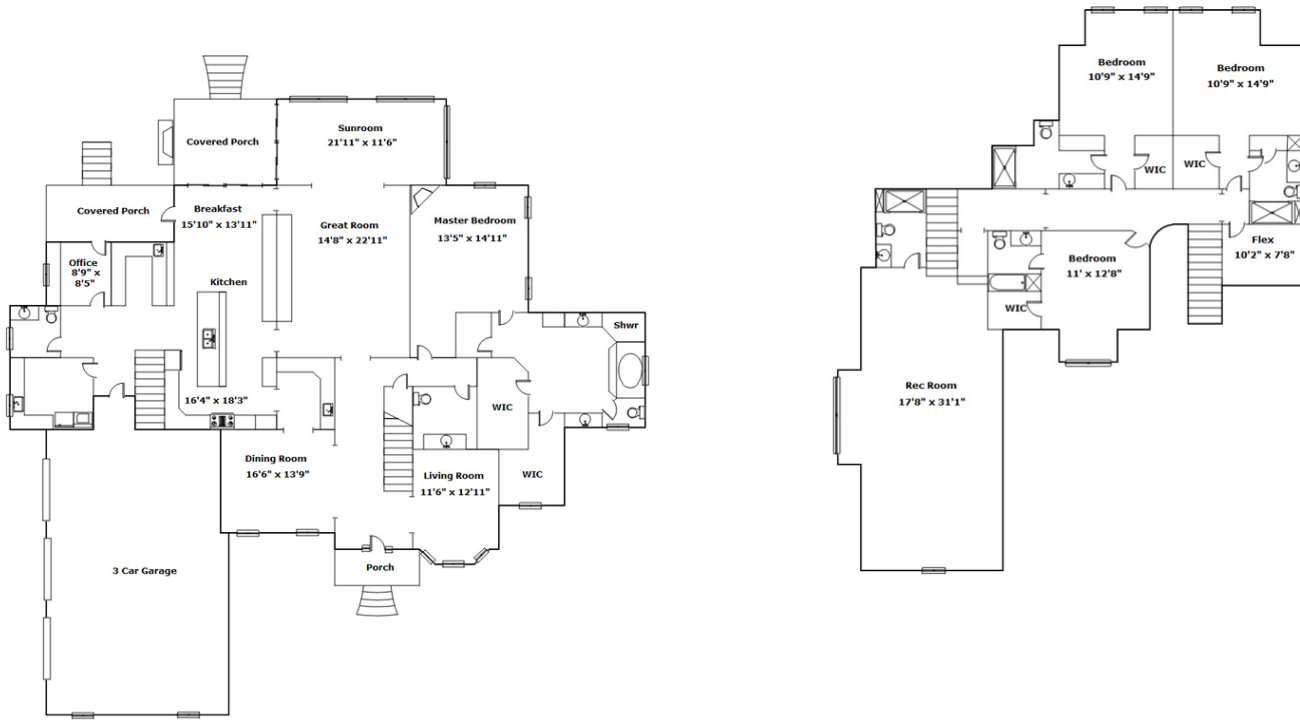 Covered Porch
Sunroom
21'11" x 11'6"
Covered Porch
Breakfast
15'10" x 13'11"
Great Room
14'8" x 22'11"
Master Bedroom
13'5" x 14'11"
Office
8'9" x
8'5"
Kitchen
Shwr
16'4" x 18'3"
WIC
Dining Room
16'6" x 13'9"
Living Room
11'6" x 12'11"
WIC
3 Car Garage
Porch
Bedroom
10'9" x 14'9"
Bedroom
10'9" x 14'9"
WIC
WIC
Flex
10'2" x 7'8"
Bedroom
11' x 12'8"
WIC
Rec Room
17'8" x 31'1"